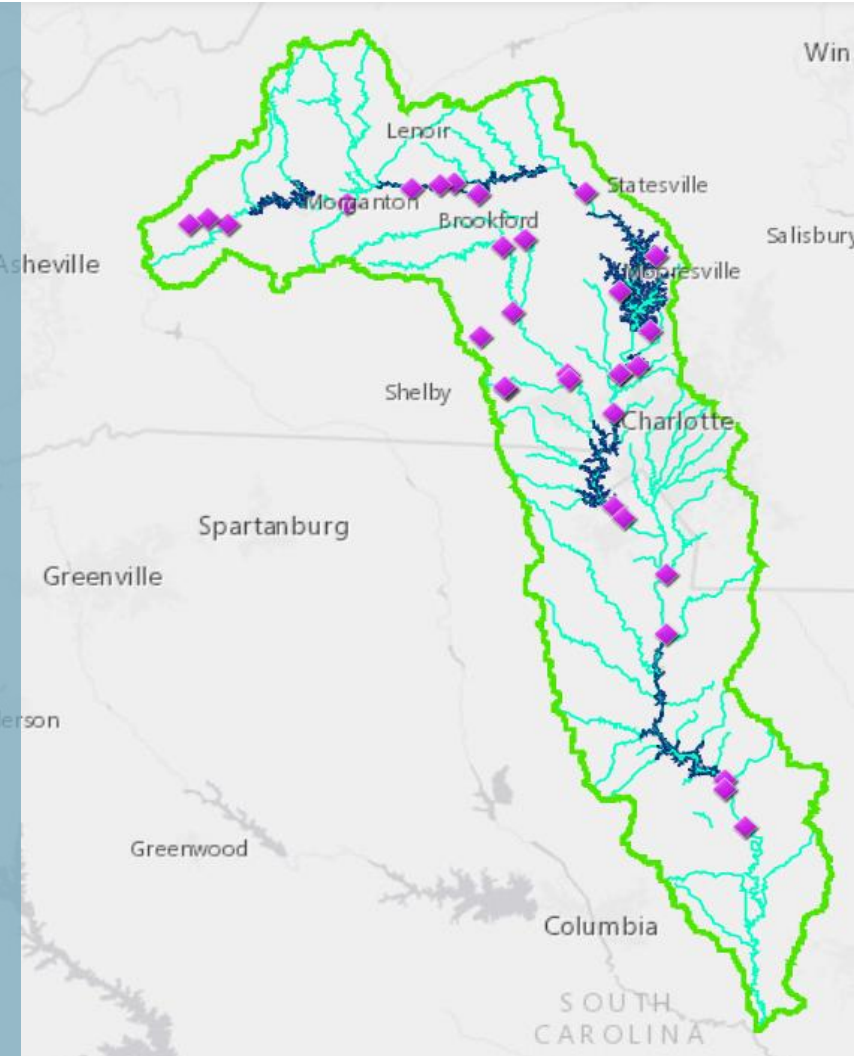 Win
Lenoir
Statesville
Morganton
Brookford
Salisbury
Asheville
Mooresville
Shelby
Charlotte
Spartanburg
Greenville
erson
Greenwood
Columbia
SOUTH
CAROLINA